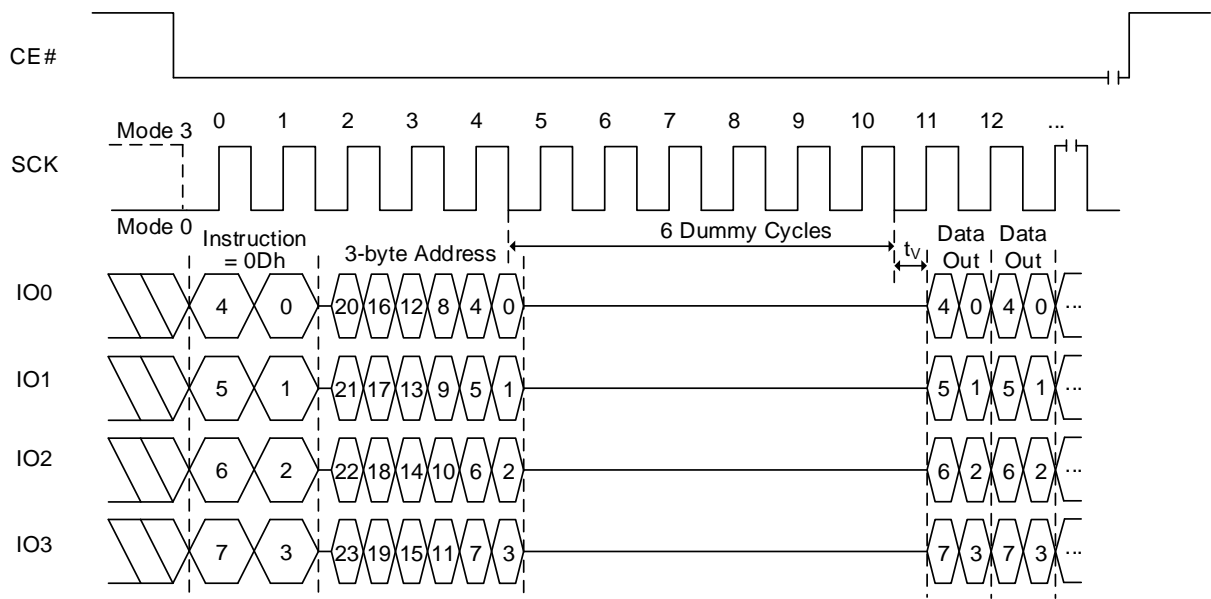 CE#
0 1 2 3 4 5 6 7 8 9 10 11 12 ...
Mode 3
SCK
Mode 0
Instruction
= 0Dh
3-byte Address
6 Dummy Cycles
tV
Data
Out
Data
Out
IO0 4 0 20 16 12 8 4 0 4 0 4 0 ...
IO1 5 1 21 17 13 9 5 1 5 1 5 1 ...
IO2 6 2 22 18 14 10 6 2 6 2 6 2 ...
IO3 7 3 23 19 15 11 7 3 7 3 7 3 ...